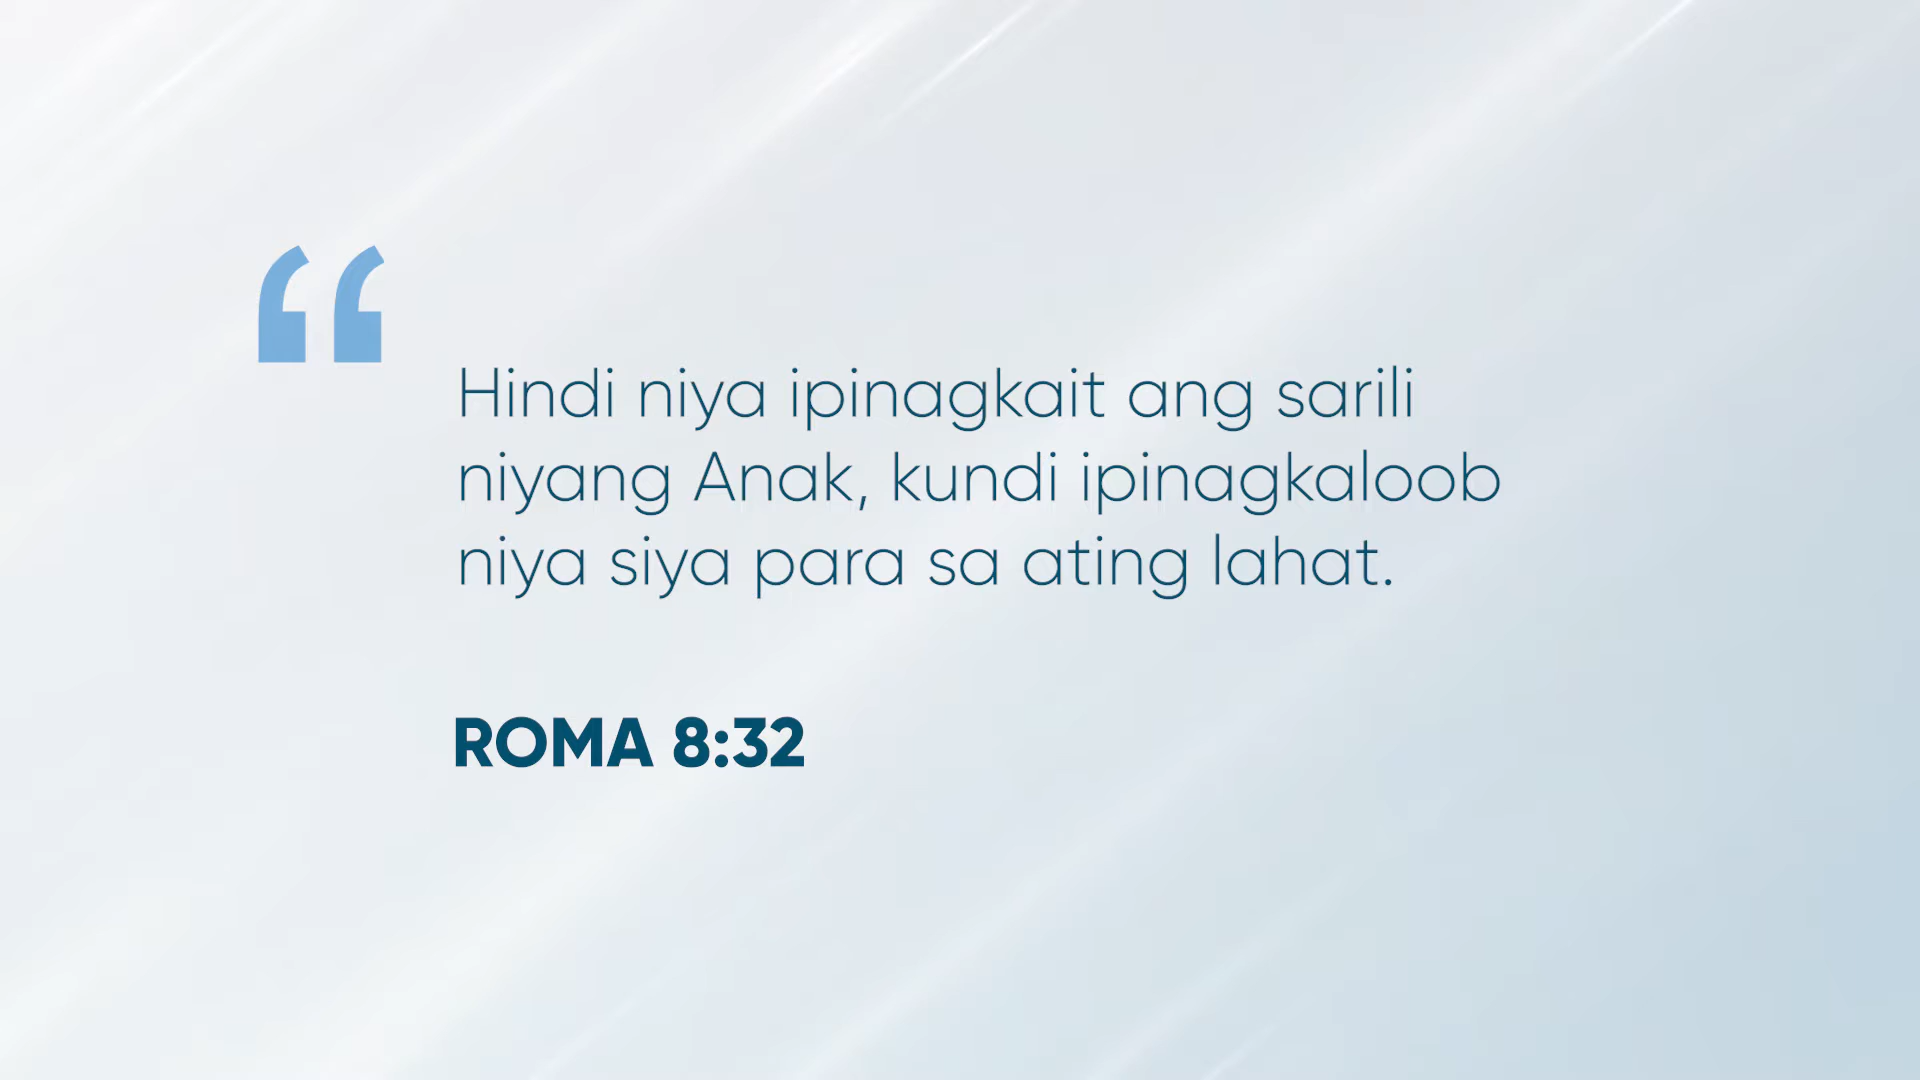 “
Hindi niya ipinagkait ang sarili
niyang Anak, kundi ipinagkaloob
niya siya para sa ating lahat.
ROMA 8:32